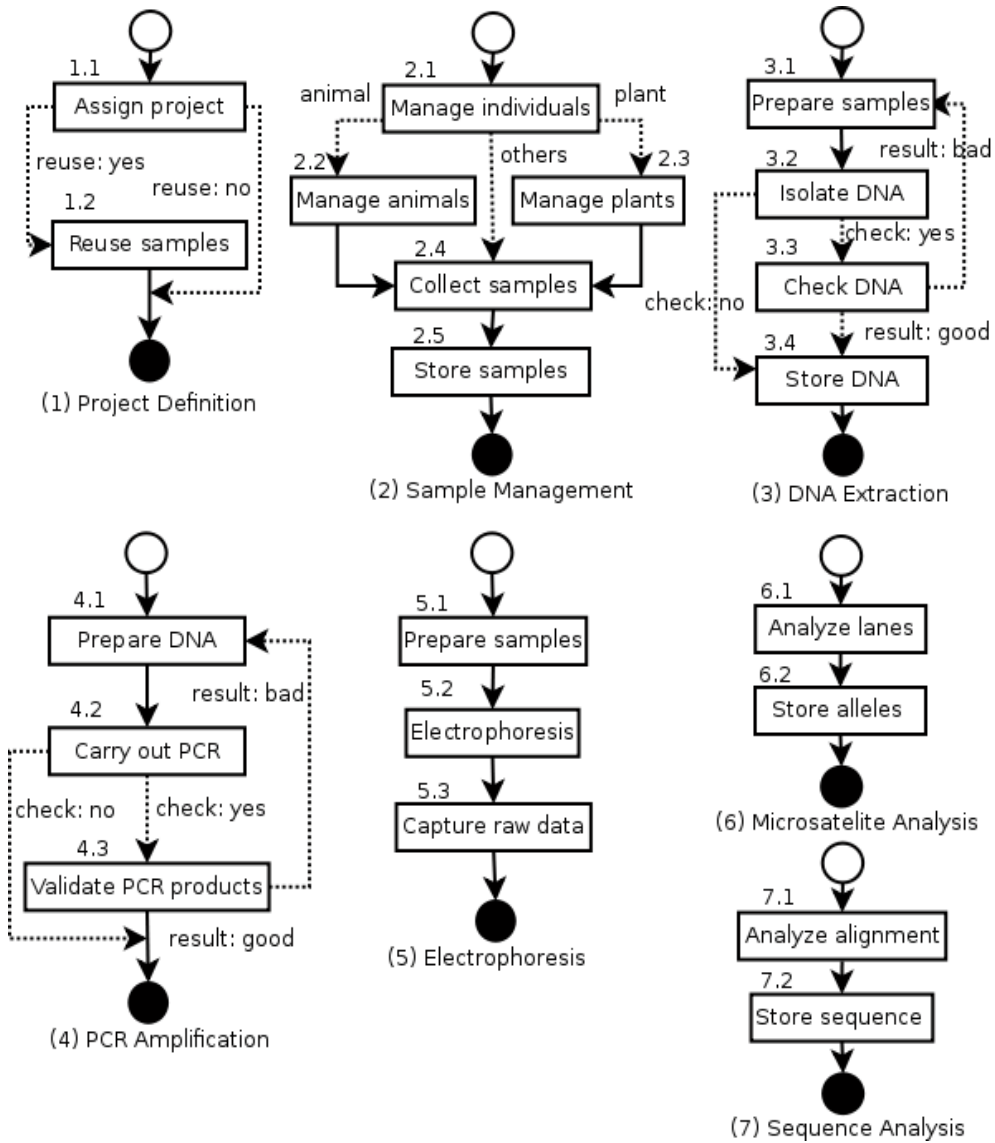 1.1
Assign project
reuse: yes
reuse: no
1.2
Reuse samples
(1) Project Definition
2.1
animal
Manage individuals
plant
others
2.2
2.3
Manage animals
Manage plants
2.4
Collect samples
2.5
Store samples
(2) Sample Management
3.1
Prepare samples
result: bad
3.2
Isolate DNA
check: yes
3.3
Check DNA
check: no
result: good
3.4
Store DNA
(3) DNA Extraction
4.1
Prepare DNA
result: bad
4.2
Carry out PCR
check: no
check: yes
4.3
Validate PCR products
result: good
(4) PCR Amplification
5.1
Prepare samples
5.2
Electrophoresis
5.3
Capture raw data
(5) Electrophoresis
6.1
Analyze lanes
6.2
Store alleles
(6) Microsatelite Analysis
7.1
Analyze alignment
7.2
Store sequence
(7) Sequence Analysis